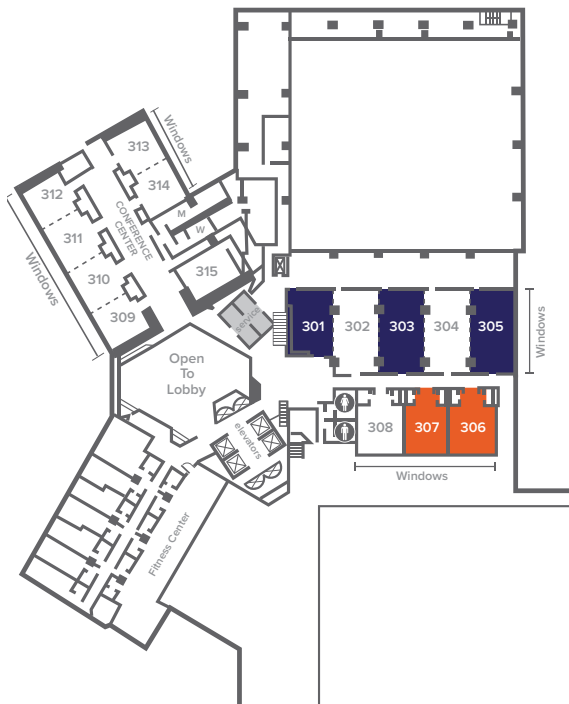 313
Windows
314
312
M
CONFERENCE
CENTER
W
311
315
310
Windows
309
service
301
302
303
304
305
Windows
Open
To
Lobby
elevators
308
307
306
Windows
Fitness Center